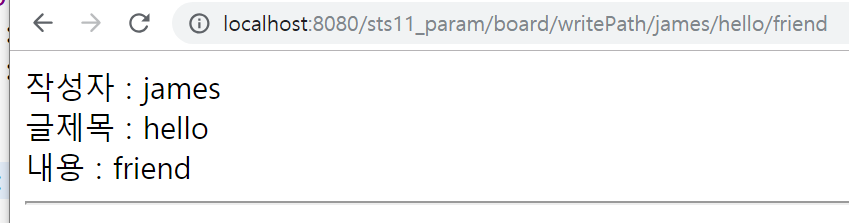 localhost:8080/sts11_param/board/writePath/james/hello/friend
작성자 : james
글제목 : hello
내용 : friend